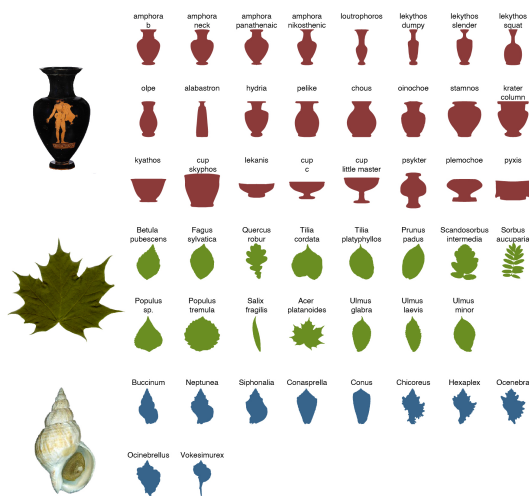 amphora b
amphora neck
amphora panathenaic
amphora nikosthenic
loutrophoros
lekythos dumpy
lekythos slender
lekythos squat
olpe
alabastron
hydria
pelike
chous
oinochoe
stamnos
krater column
kyathos
cup skyphos
lekanis
cup c
cup little master
psykter
plemochoe
pyxis
Betula pubescens
Fagus sylvatica
Quercus robur
Tilia cordata
Tilia platyphyllos
Prunus padus
Scandosorbus intermedia
Sorbus aucuparia
Populus sp.
Populus tremula
Salix fragilis
Acer platanoides
Ulmus glabra
Ulmus laevis
Ulmus minor
Buccinum
Neptunea
Siphonalia
Conasprella
Conus
Chicoreus
Hexaplex
Ocenebra
Ocinebrellus
Vokesimurex